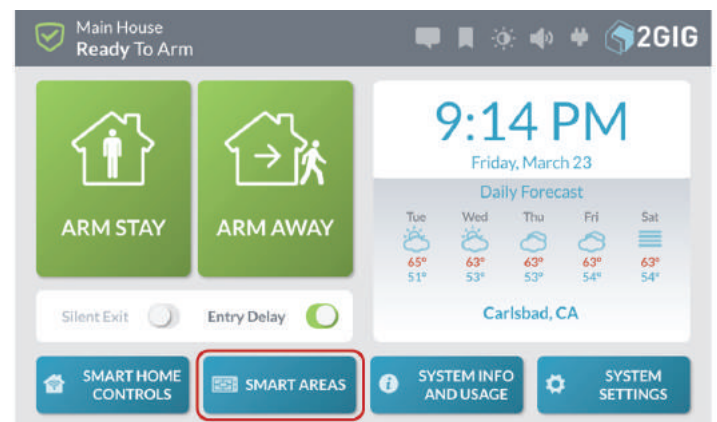 Main House
Ready To Arm
2GIG
ARM STAY
ARM AWAY
Silent Exit
Entry Delay
9:14 PM
Friday, March 23
Daily Forecast
Tue Wed Thu Fri Sat
65° 63° 63° 63° 63°
51° 53° 53° 54° 54°
Carlsbad, CA
SMART HOME
CONTROLS
SMART AREAS
SYSTEM INFO
AND USAGE
SYSTEM
SETTINGS